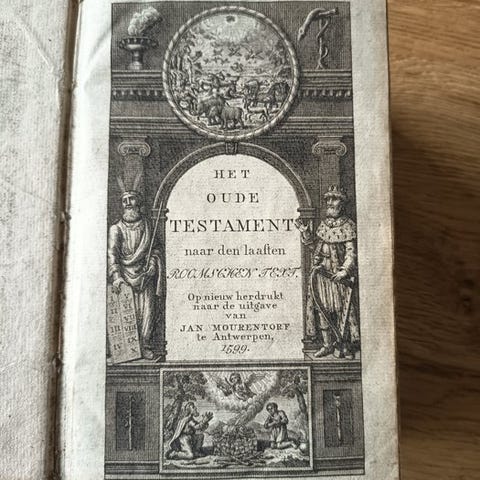 HET
OUDE
TESTAMENT
naar den laaſten
ROOMSCHEN TEXT.
Op nieuw herdrukt
naar de uitgave
van
JAN MOURENTORF
te Antwerpen,
1599.